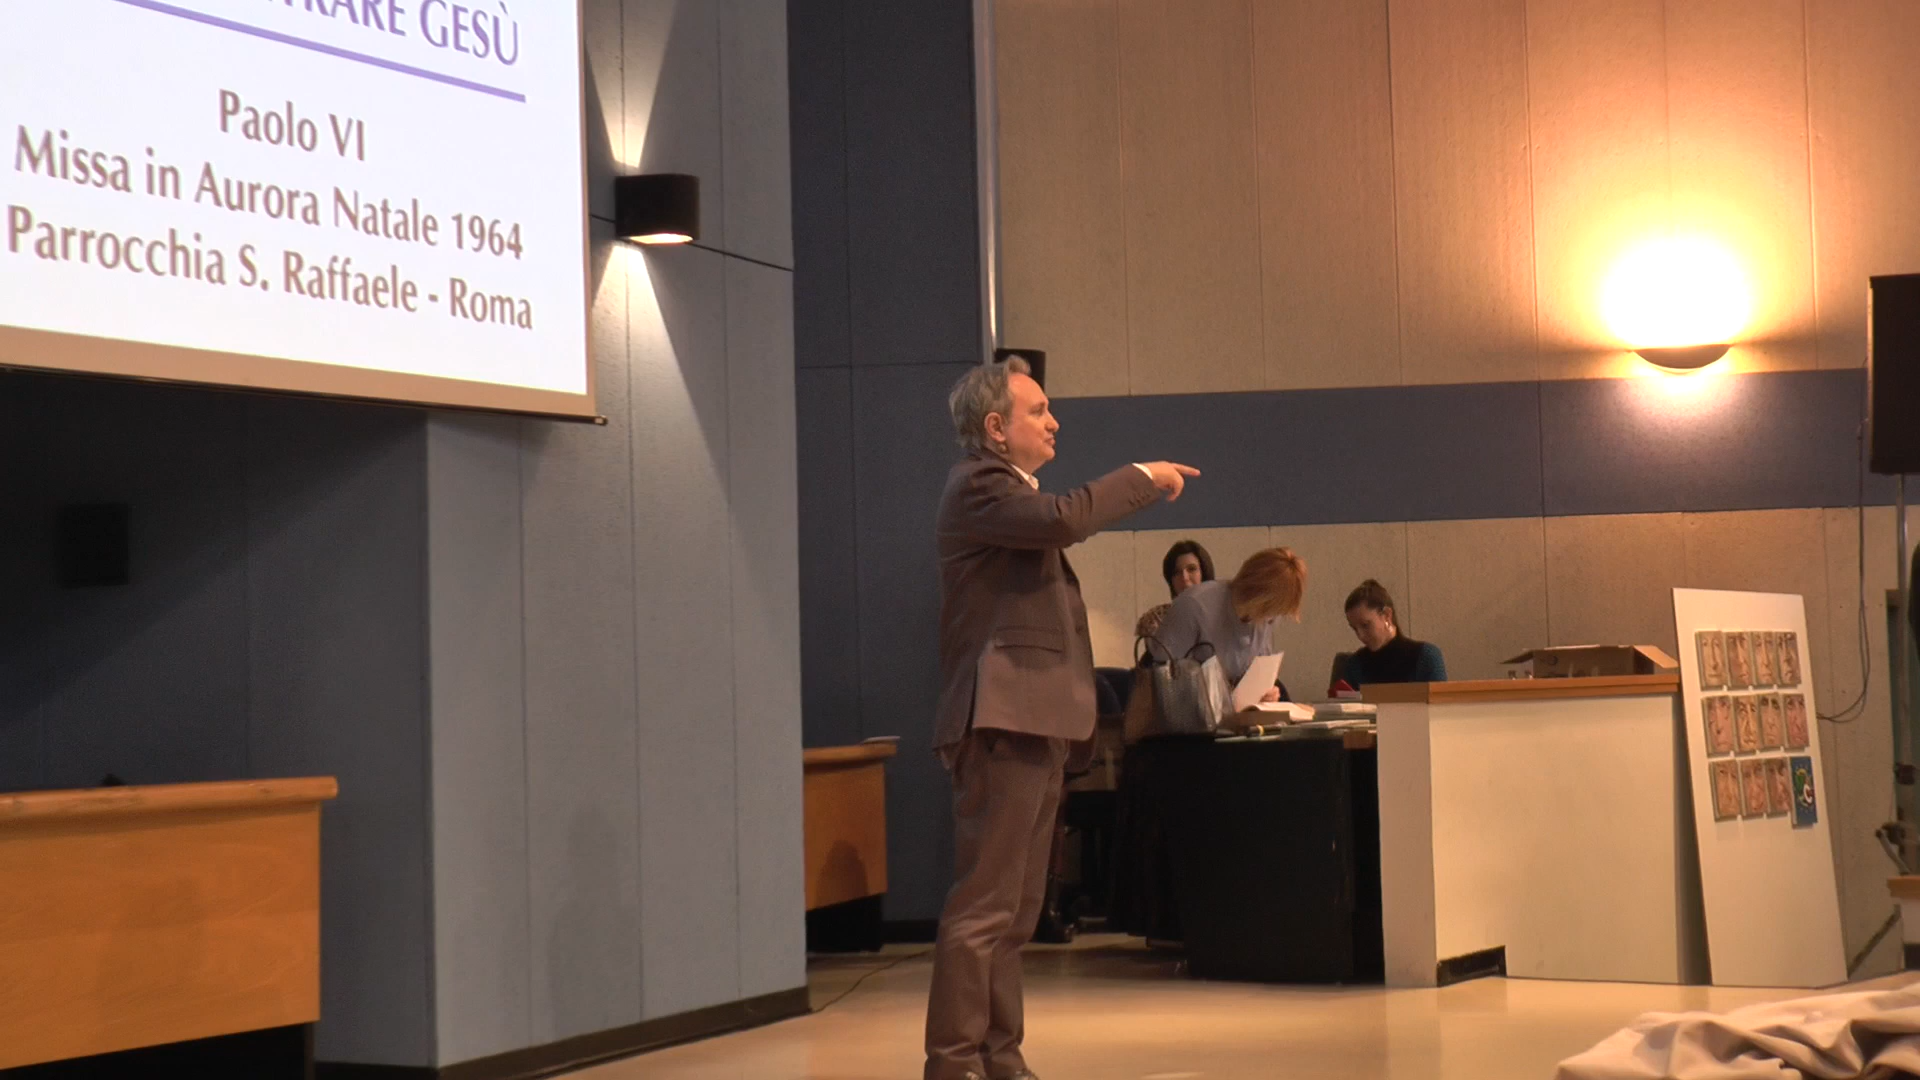 GESÙ
Paolo VI
Missa in Aurora Natale 1964
Parrocchia S. Raffaele - Roma